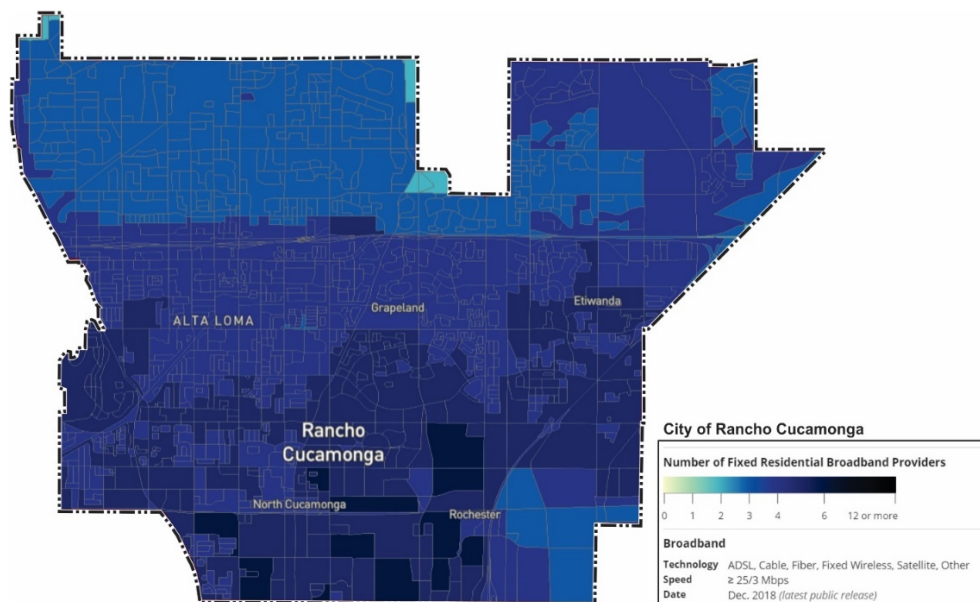 ALTA LOMA
Grapeland
Etiwanda
Rancho
Cucamonga
North Cucamonga
Rochester
City of Rancho Cucamonga
Number of Fixed Residential Broadband Providers
0 1 2 3 4 6 12 or more
Broadband
Technology ADSL, Cable, Fiber, Fixed Wireless, Satellite, Other
Speed ≥ 25/3 Mbps
Date Dec. 2018 (latest public release)